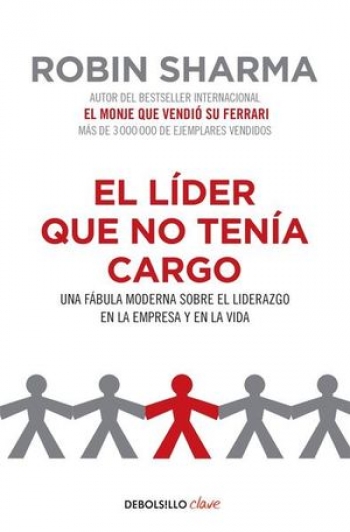 ROBIN SHARMA
AUTOR DEL BESTSELLER INTERNACIONAL
EL MONJE QUE VENDIÓ SU FERRARI
MÁS DE 3 000 000 DE EJEMPLARES VENDIDOS
EL LÍDER
QUE NO TENÍA
CARGO
UNA FÁBULA MODERNA SOBRE EL LIDERAZGO
EN LA EMPRESA Y EN LA VIDA
DEBOLS!LLO clave